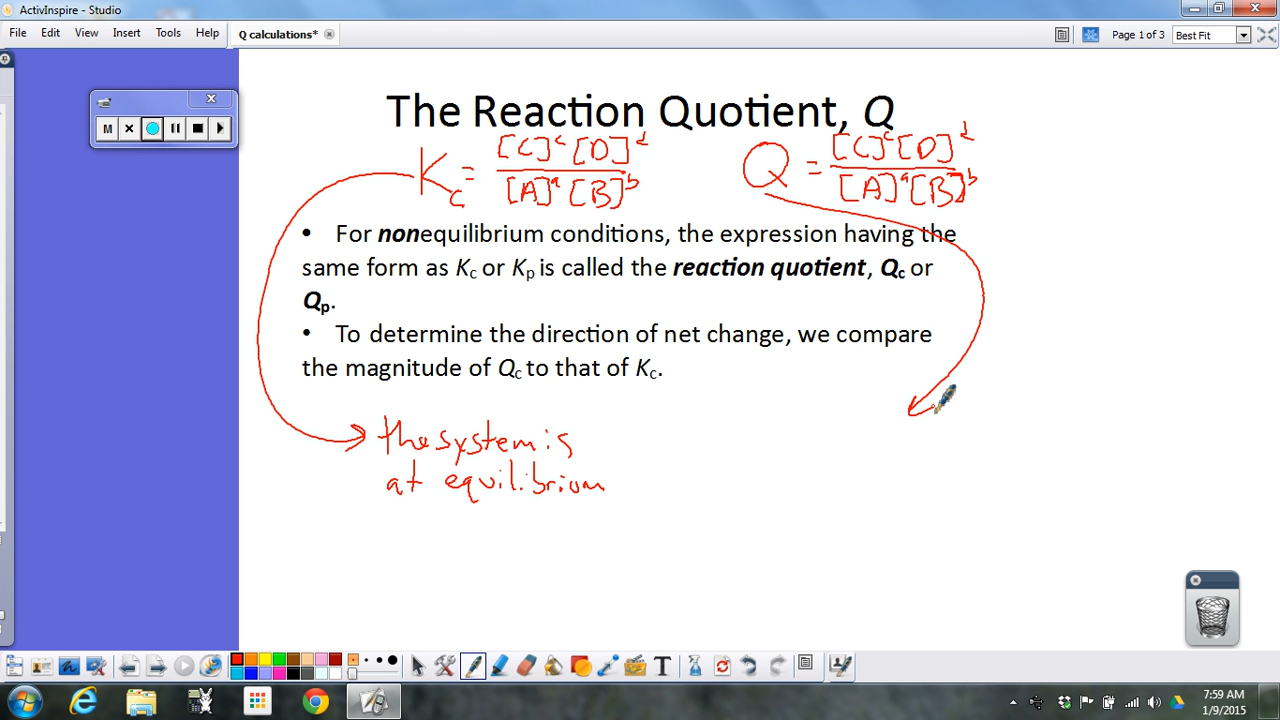 ActivInspire - Studio
File Edit View Insert Tools Help
Q calculations*
Page 1 of 3
Best Fit
M
The Reaction Quotient, Q
Kc = [C]ᶜ[D]ᵈ / [A]ᵃ[B]ᵇ
Q = [C]ᶜ[D]ᵈ / [A]ᵃ[B]ᵇ
• For nonequilibrium conditions, the expression having the
same form as Kc or Kp is called the reaction quotient, Qc or
Qp.
• To determine the direction of net change, we compare
the magnitude of Qc to that of Kc.
the system is
at equilibrium
T
7:59 AM
1/9/2015